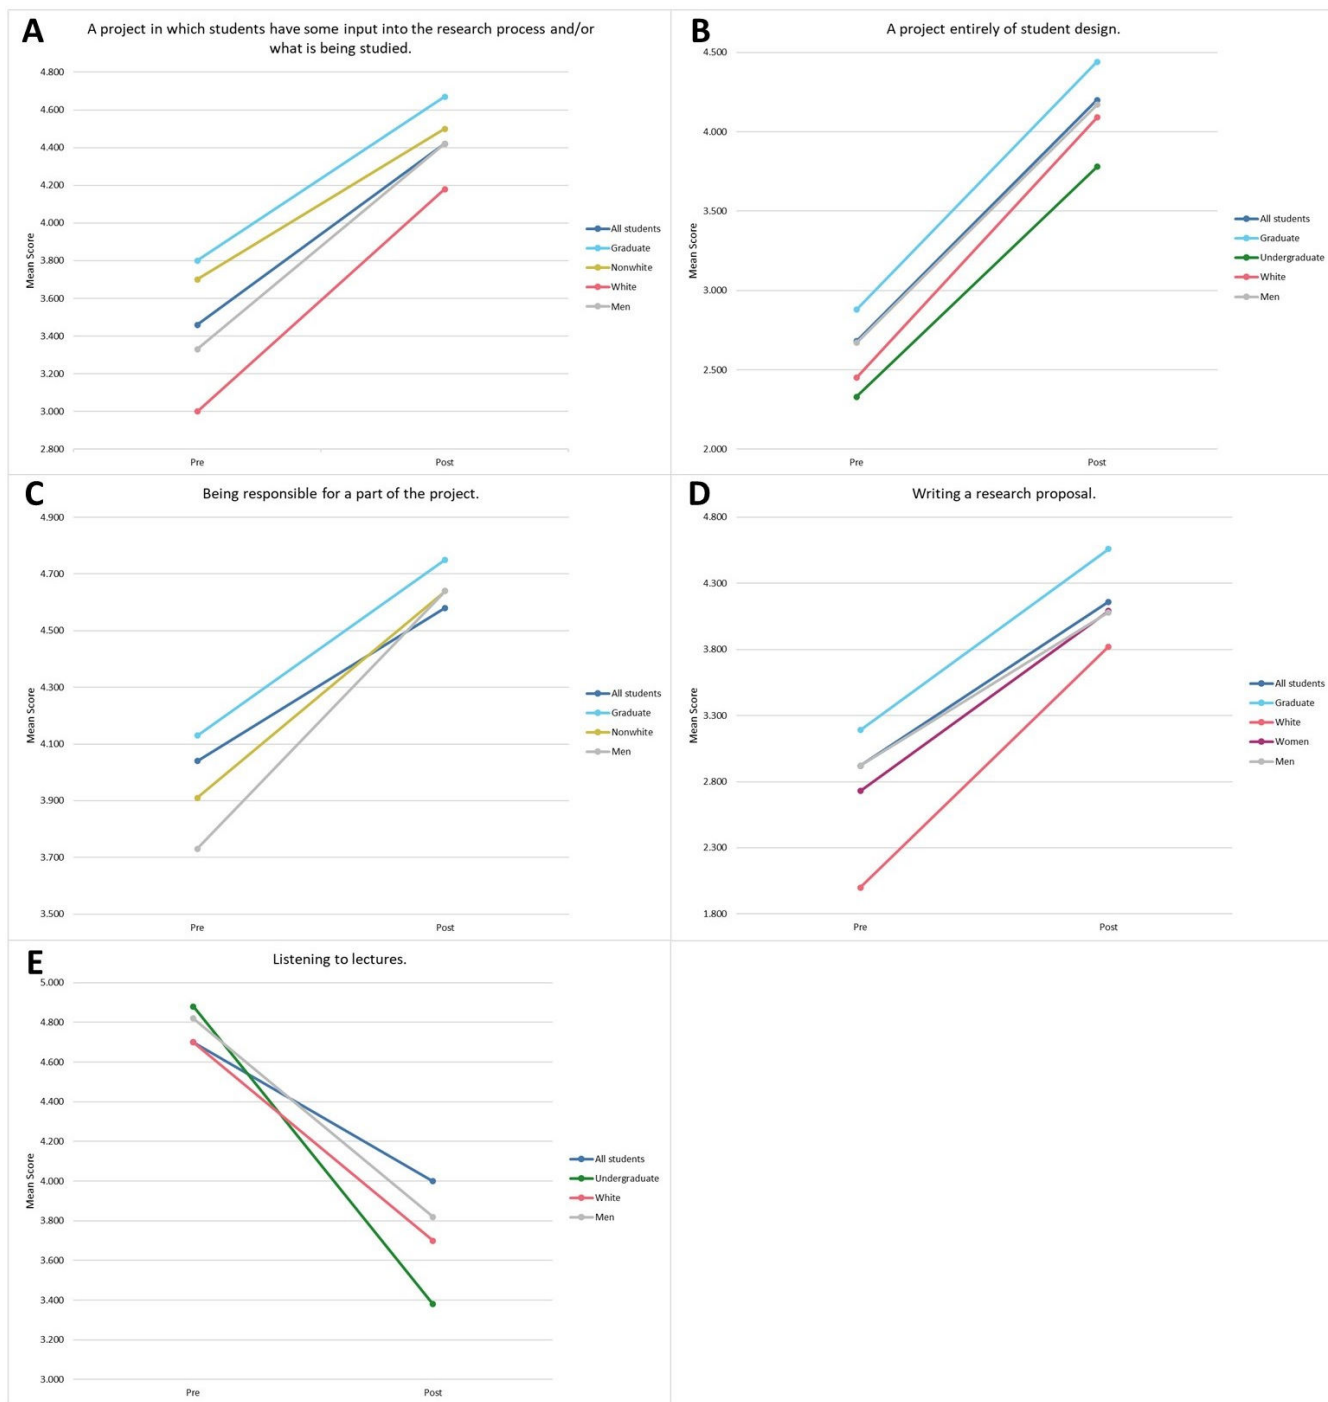 A
A project in which students have some input into the research process and/or
what is being studied.
4.800
4.600
4.400
4.200
4.000
3.800
3.600
3.400
3.200
3.000
2.800
Mean Score
Pre
Post
All students
Graduate
Nonwhite
White
Men
B
A project entirely of student design.
4.500
4.000
3.500
3.000
2.500
2.000
Mean Score
Pre
Post
All students
Graduate
Undergraduate
White
Men
C
Being responsible for a part of the project.
4.900
4.700
4.500
4.300
4.100
3.900
3.700
3.500
Mean Score
Pre
Post
All students
Graduate
Nonwhite
Men
D
Writing a research proposal.
4.800
4.300
3.800
3.300
2.800
2.300
1.800
Mean Score
Pre
Post
All students
Graduate
White
Women
Men
E
Listening to lectures.
5.000
4.800
4.600
4.400
4.200
4.000
3.800
3.600
3.400
3.200
3.000
Mean Score
Pre
Post
All students
Undergraduate
White
Men